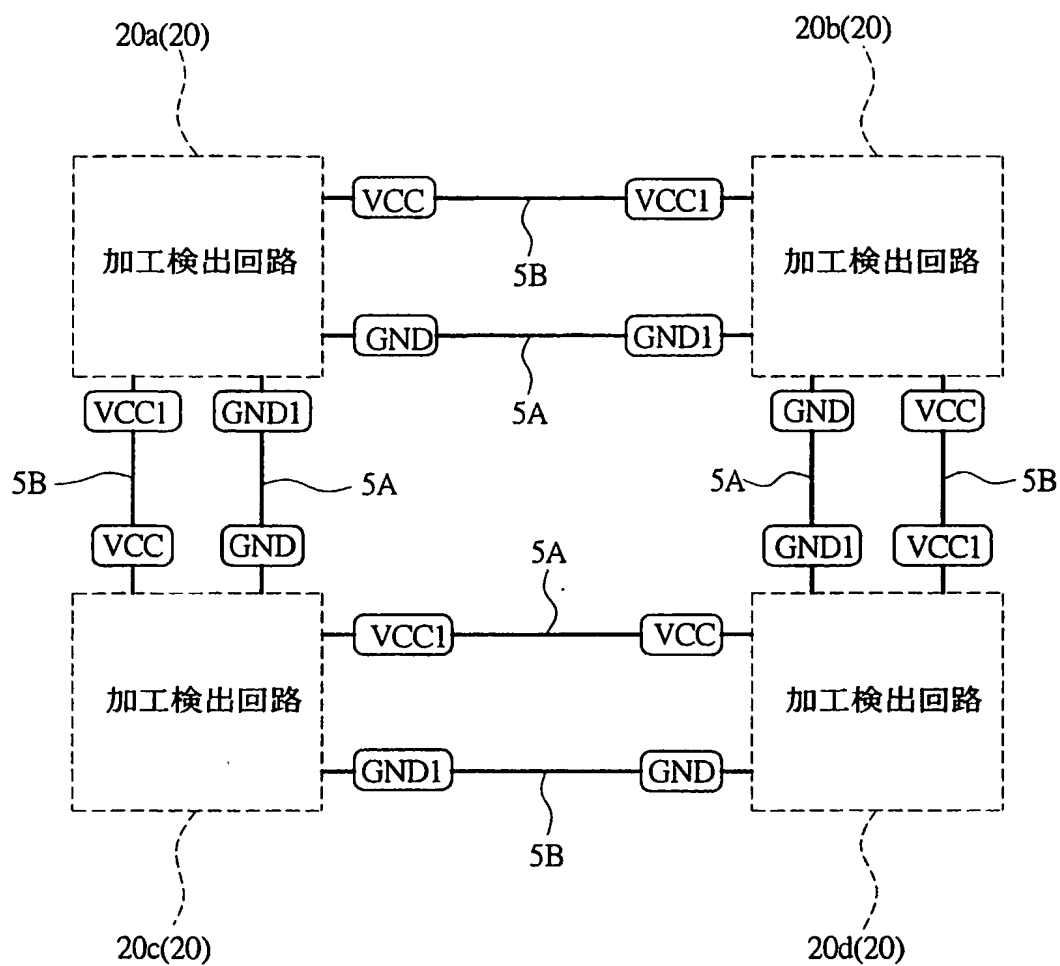 20a(20)
20b(20)
VCC
VCC1
加工検出回路
5B
加工検出回路
GND
GND1
5A
VCC1
GND1
GND
VCC
5B
5A
5A
5B
VCC
GND
GND1
VCC1
5A
VCC1
VCC
加工検出回路
加工検出回路
GND1
GND
5B
20c(20)
20d(20)